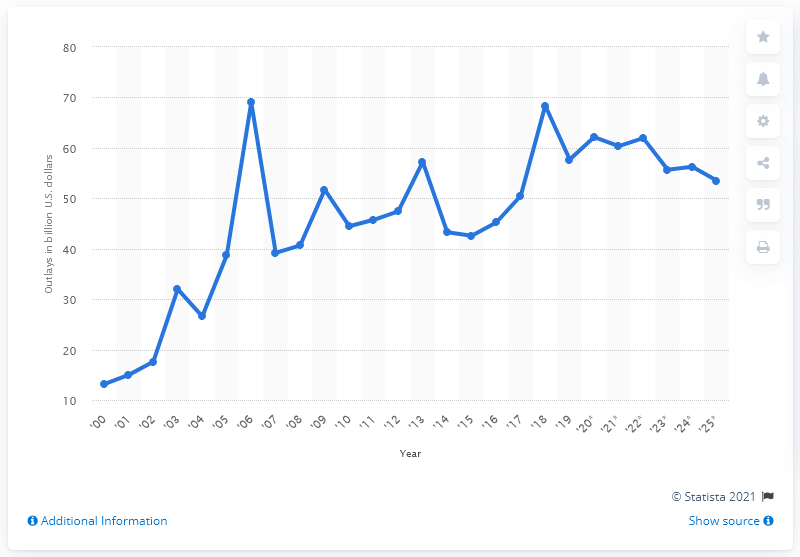 80
70
60
50
40
30
20
10
Outlays in billion U.S. dollars
'00 '01 '02 '03 '04 '05 '06 '07 '08 '09 '10 '11 '12 '13 '14 '15 '16 '17 '18 '19 '20* '21* '22* '23* '24* '25*
Year
© Statista 2021
Additional Information
Show source